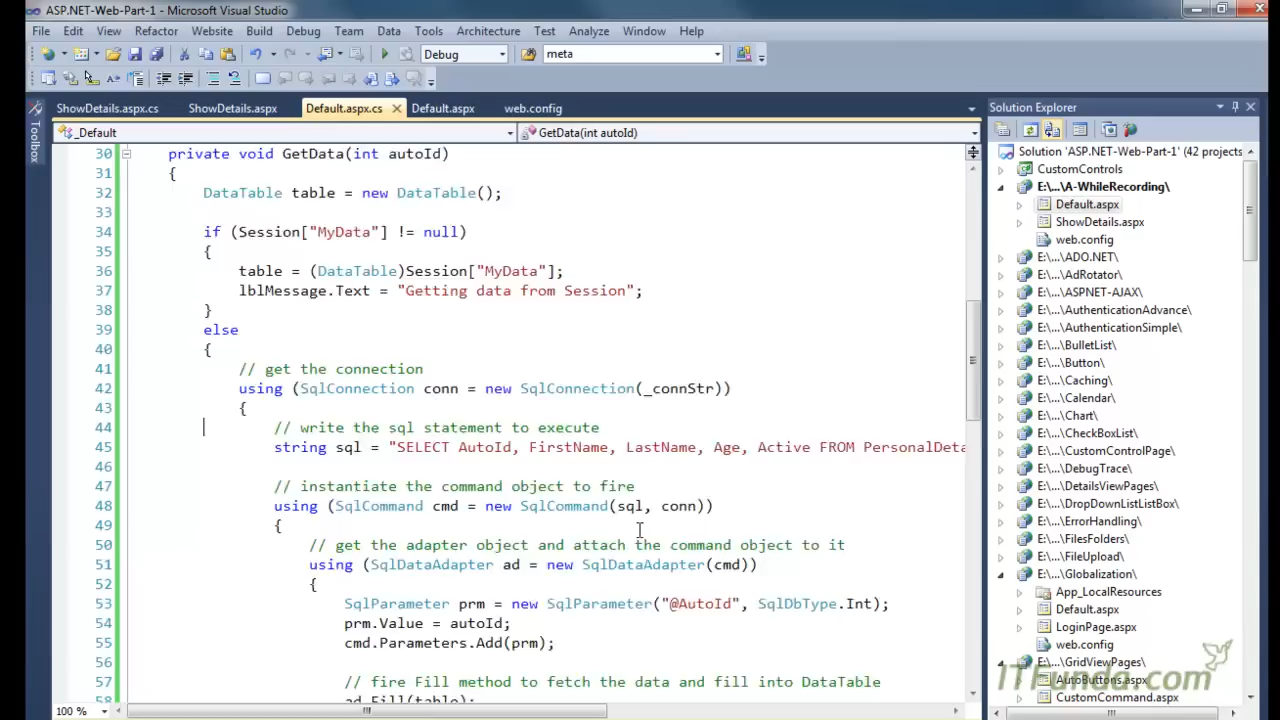 ASP.NET-Web-Part-1 - Microsoft Visual Studio
File Edit View Refactor Website Build Debug Team Data Tools Architecture Test Analyze Window Help
Debug meta
ShowDetails.aspx.cs ShowDetails.aspx Default.aspx.cs Default.aspx web.config
_Default GetData(int autoId)
Toolbox
30 private void GetData(int autoId)
31 {
32 DataTable table = new DataTable();
33
34 if (Session["MyData"] != null)
35 {
36 table = (DataTable)Session["MyData"];
37 lblMessage.Text = "Getting data from Session";
38 }
39 else
40 {
41 // get the connection
42 using (SqlConnection conn = new SqlConnection(_connStr))
43 {
44 // write the sql statement to execute
45 string sql = "SELECT AutoId, FirstName, LastName, Age, Active FROM PersonalDeta
46
47 // instantiate the command object to fire
48 using (SqlCommand cmd = new SqlCommand(sql, conn))
49 {
50 // get the adapter object and attach the command object to it
51 using (SqlDataAdapter ad = new SqlDataAdapter(cmd))
52 {
53 SqlParameter prm = new SqlParameter("@AutoId", SqlDbType.Int);
54 prm.Value = autoId;
55 cmd.Parameters.Add(prm);
56
57 // fire Fill method to fetch the data and fill into DataTable
58 ad.Fill(table);
100 %
Solution Explorer
Solution 'ASP.NET-Web-Part-1' (42 projects
CustomControls
E:\...\A-WhileRecording\
Default.aspx
ShowDetails.aspx
web.config
E:\...\ADO.NET\
E:\...\AdRotator\
E:\...\ASPNET-AJAX\
E:\...\AuthenticationAdvance\
E:\...\AuthenticationSimple\
E:\...\BulletList\
E:\...\Button\
E:\...\Caching\
E:\...\Calendar\
E:\...\Chart\
E:\...\CheckBoxList\
E:\...\CustomControlPage\
E:\...\DebugTrace\
E:\...\DetailsViewPages\
E:\...\DropDownListListBox\
E:\...\ErrorHandling\
E:\...\FilesFolders\
E:\...\FileUpload\
E:\...\Globalization\
App_LocalResources
Default.aspx
LoginPage.aspx
web.config
E:\...\GridViewPages\
AutoButtons.aspx
CustomCommand.aspx
ITFunda.com